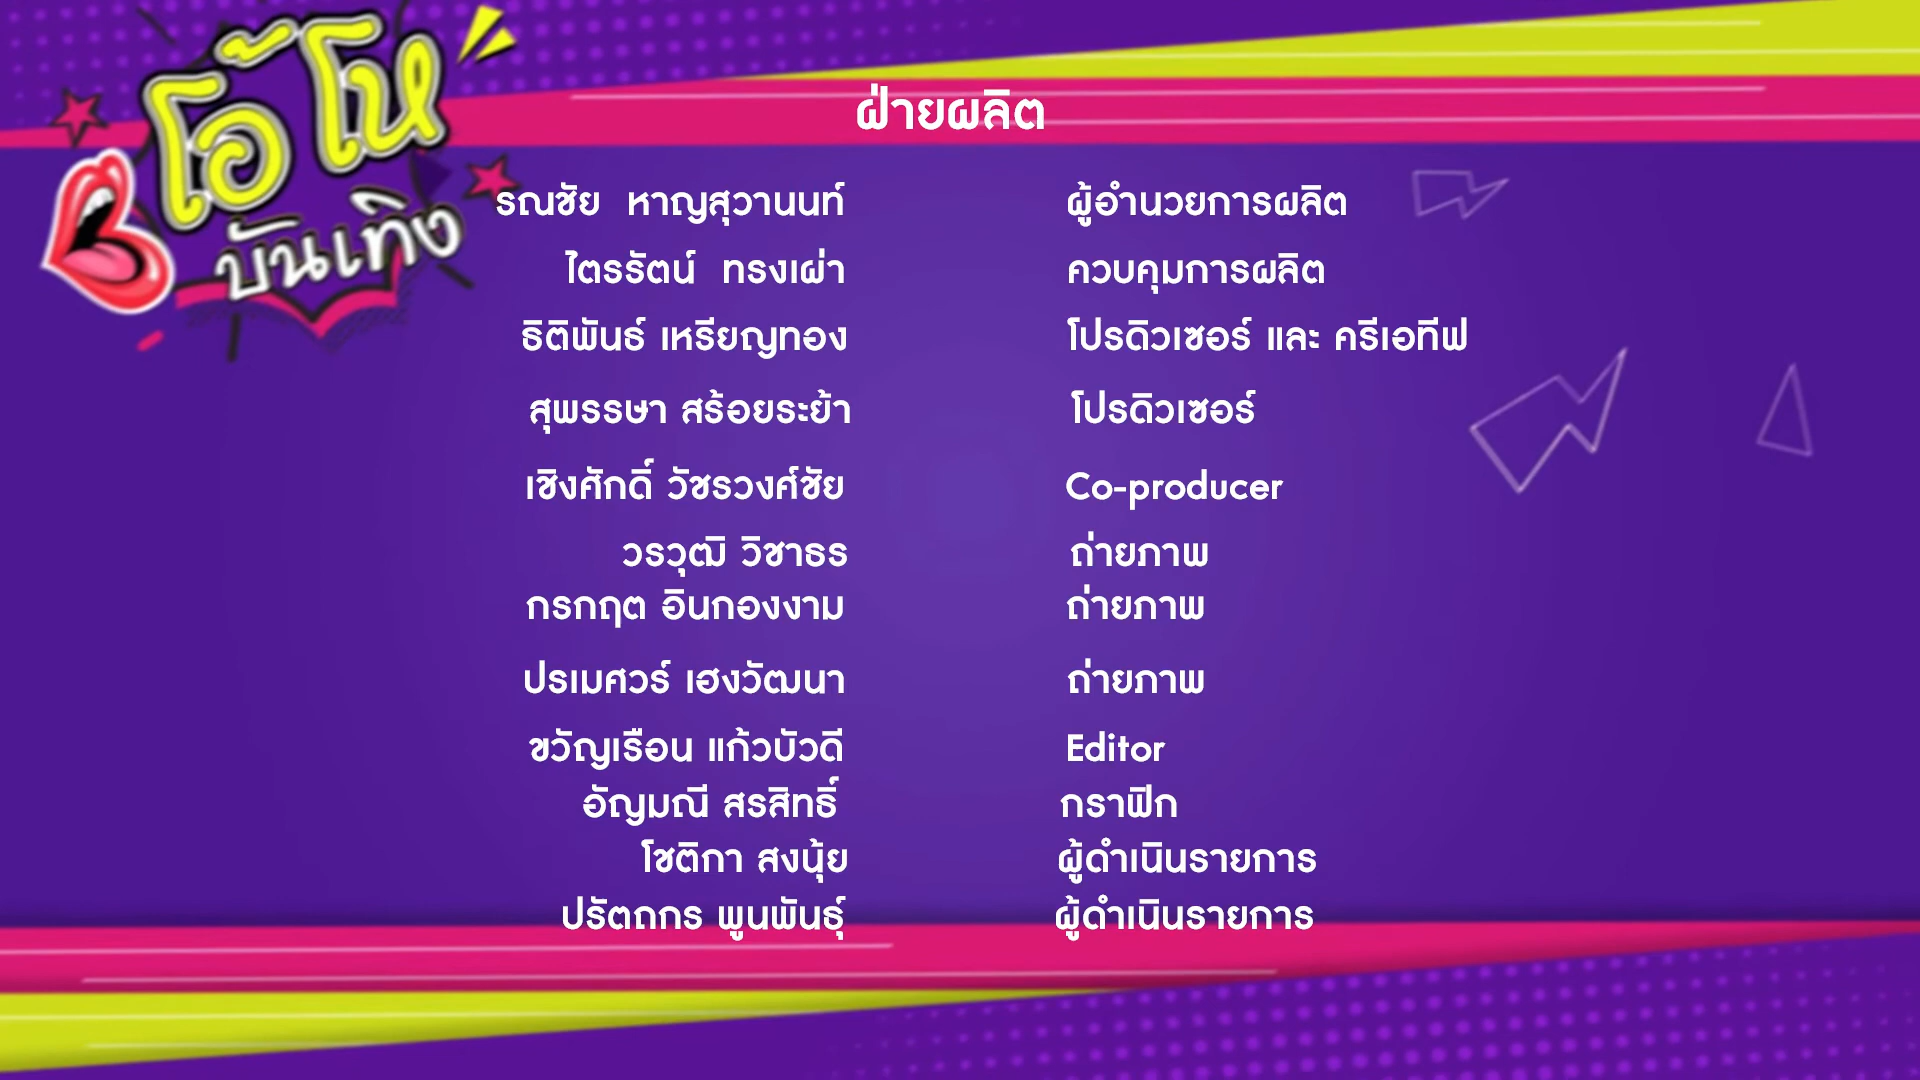 โอ้โห
บันเทิง
ฝ่ายผลิต
รณชัย หาญสุวานนท์ ผู้อำนวยการผลิต
ไตรรัตน์ ทรงเผ่า ควบคุมการผลิต
ธิติพันธ์ เหรียญทอง โปรดิวเซอร์ และ ครีเอทีฟ
สุพรรษา สร้อยระย้า โปรดิวเซอร์
เชิงศักดิ์ วัชรวงศ์ชัย Co-producer
วรวุฒิ วิชาธร ถ่ายภาพ
กรกฤต อินทองงาม ถ่ายภาพ
ปรเมศวร์ เฮงวัฒนา ถ่ายภาพ
ขวัญเรือน แก้วบัวดี Editor
อัญมณี สรสิทธิ์ กราฟิก
โชติกา สงนุ้ย ผู้ดำเนินรายการ
ปรัตถกร พูนพันธุ์ ผู้ดำเนินรายการ